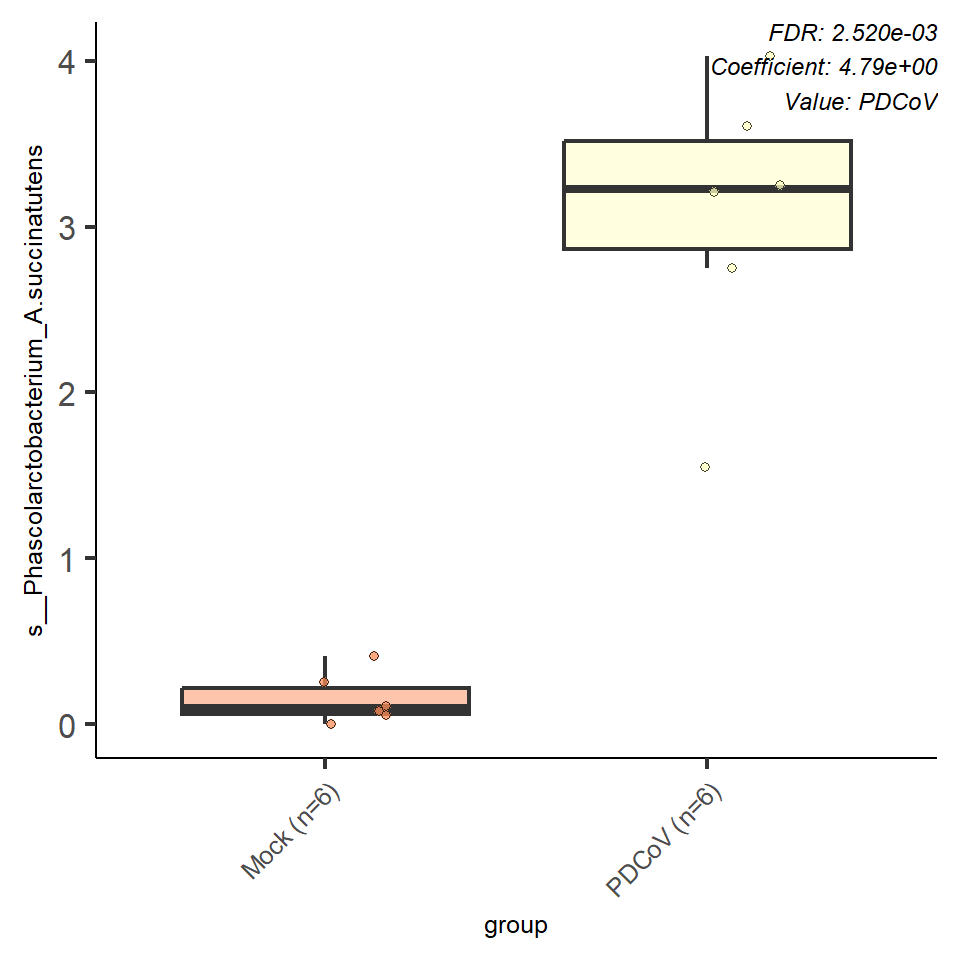 FDR: 2.520e-03
Coefficient: 4.79e+00
Value: PDCoV
4
3
2
1
0
s__Phascolarctobacterium_A.succinatutens
Mock (n=6)
PDCoV (n=6)
group